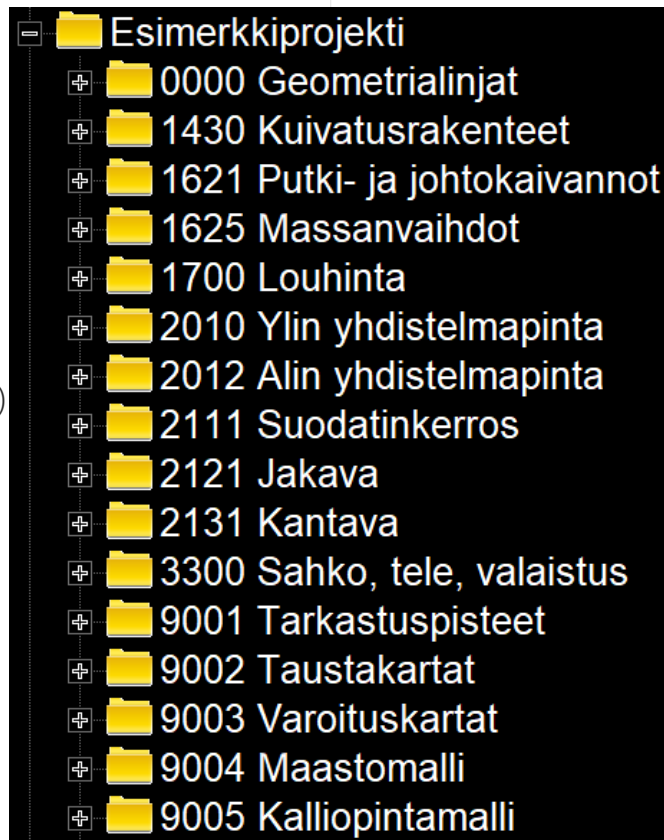 Esimerkkiprojekti
0000 Geometrialinjat
1430 Kuivatusrakenteet
1621 Putki- ja johtokaivannot
1625 Massanvaihdot
1700 Louhinta
2010 Ylin yhdistelmapinta
2012 Alin yhdistelmapinta
2111 Suodatinkerros
2121 Jakava
2131 Kantava
3300 Sahko, tele, valaistus
9001 Tarkastuspisteet
9002 Taustakartat
9003 Varoituskartat
9004 Maastomalli
9005 Kalliopintamalli